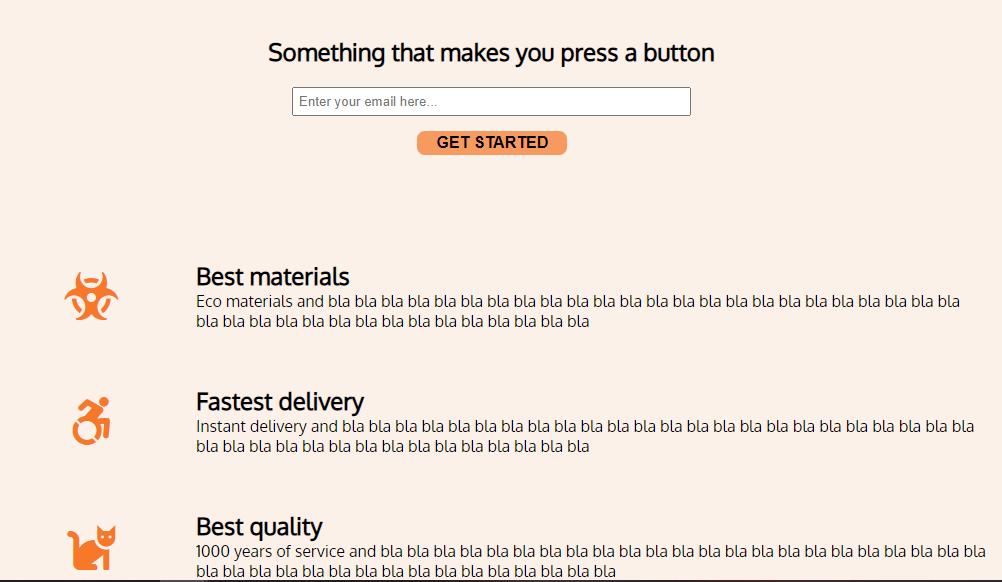 Something that makes you press a button
Enter your email here...
GET STARTED
Best materials
Eco materials and bla bla bla bla bla bla bla bla bla bla bla bla bla bla bla bla bla bla bla bla bla bla bla bla
bla bla bla bla bla bla bla bla bla bla bla bla bla bla bla
Fastest delivery
Instant delivery and bla bla bla bla bla bla bla bla bla bla bla bla bla bla bla bla bla bla bla bla bla bla bla bla
bla bla bla bla bla bla bla bla bla bla bla bla bla bla bla
Best quality
1000 years of service and bla bla bla bla bla bla bla bla bla bla bla bla bla bla bla bla bla bla bla bla bla bla bla
bla bla bla bla bla bla bla bla bla bla bla bla bla bla bla bla